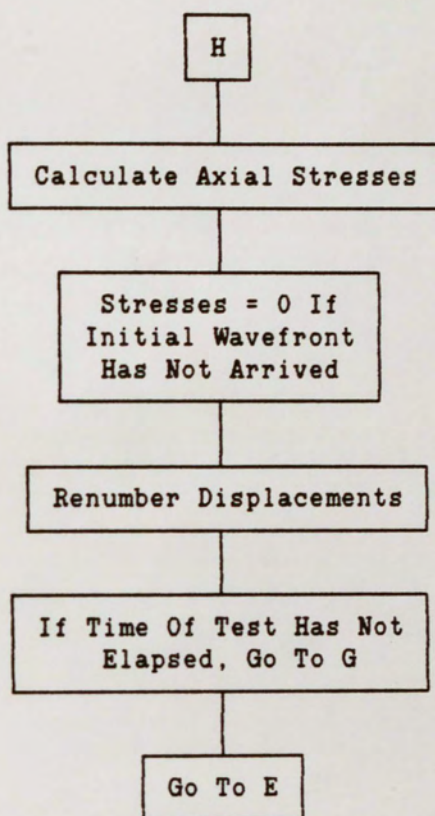 H
Calculate Axial Stresses
Stresses = 0 If
Initial Wavefront
Has Not Arrived
Renumber Displacements
If Time Of Test Has Not
Elapsed, Go To G
Go To E